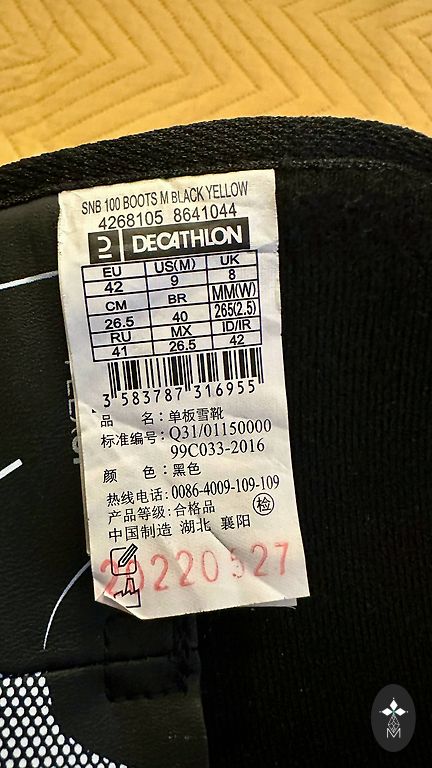 SNB 100 BOOTS M BLACK YELLOW
4268105 8641044
DECATHLON
EU US(M) UK
42 9 8
CM BR MM(W)
26.5 40 265(2.5)
RU MX ID/IR
41 26.5 42
3 583787 316955
品 名：单板雪靴
标准编号：Q31/01150000
99C033-2016
颜 色：黑色
热线电话：0086-4009-109-109
产品等级：合格品 检
中国制造 湖北 襄阳
20220527
M